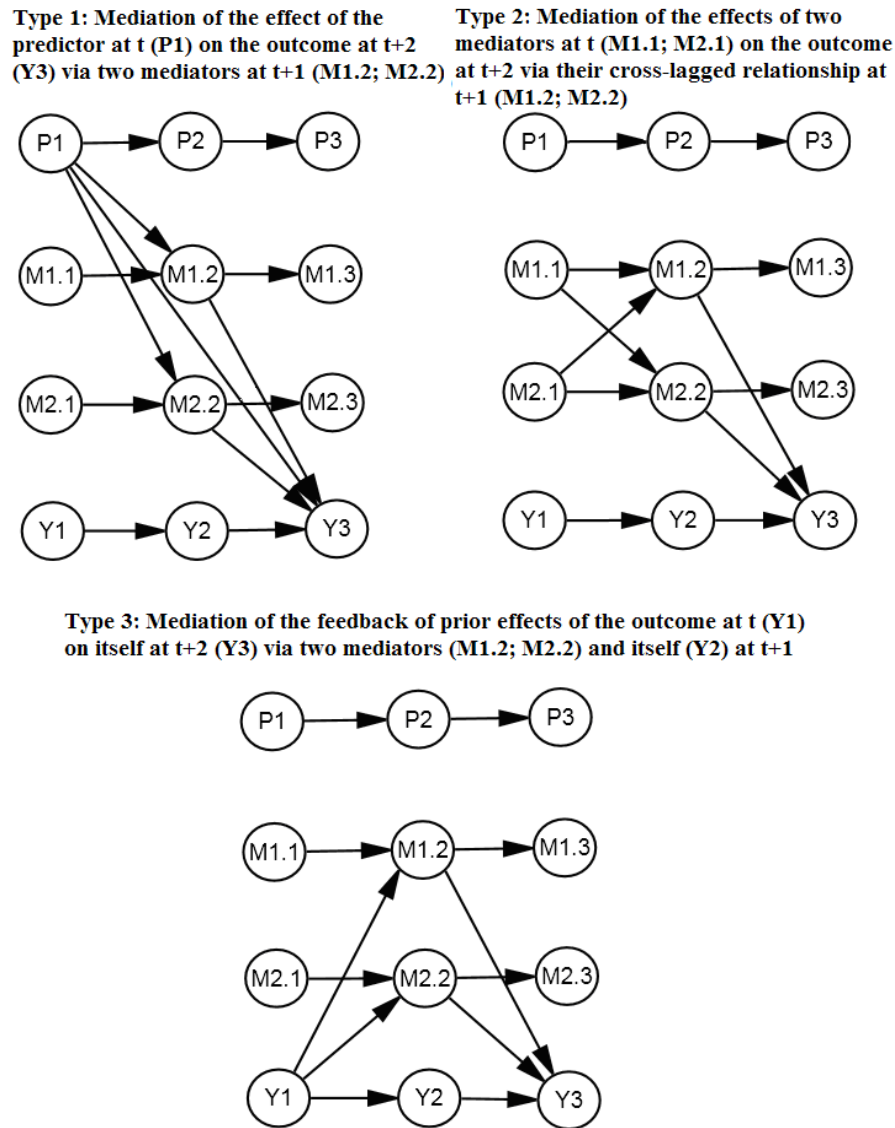 Type 1: Mediation of the effect of the
predictor at t (P1) on the outcome at t+2
(Y3) via two mediators at t+1 (M1.2; M2.2)
P1
P2
P3
M1.1
M1.2
M1.3
M2.1
M2.2
M2.3
Y1
Y2
Y3
Type 2: Mediation of the effects of two
mediators at t (M1.1; M2.1) on the outcome
at t+2 via their cross-lagged relationship at
t+1 (M1.2; M2.2)
P1
P2
P3
M1.1
M1.2
M1.3
M2.1
M2.2
M2.3
Y1
Y2
Y3
Type 3: Mediation of the feedback of prior effects of the outcome at t (Y1)
on itself at t+2 (Y3) via two mediators (M1.2; M2.2) and itself (Y2) at t+1
P1
P2
P3
M1.1
M1.2
M1.3
M2.1
M2.2
M2.3
Y1
Y2
Y3